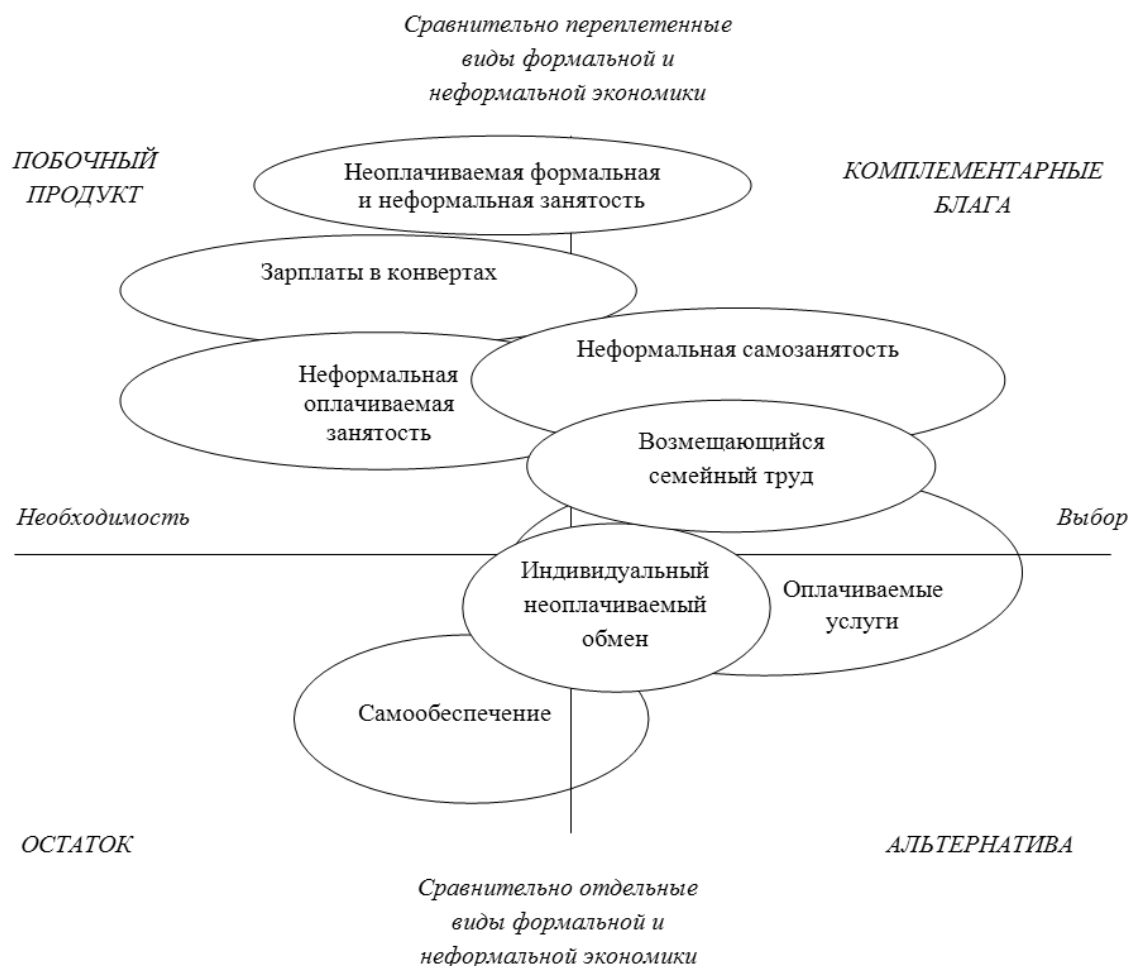 Сравнительно переплетенные
виды формальной и
неформальной экономики
ПОБОЧНЫЙ
ПРОДУКТ
КОМПЛЕМЕНТАРНЫЕ
БЛАГА
Неоплачиваемая формальная
и неформальная занятость
Зарплаты в конвертах
Неформальная самозанятость
Неформальная
оплачиваемая
занятость
Возмещающийся
семейный труд
Необходимость
Выбор
Индивидуальный
неоплачиваемый
обмен
Оплачиваемые
услуги
Самообеспечение
ОСТАТОК
АЛЬТЕРНАТИВА
Сравнительно отдельные
виды формальной и
неформальной экономики